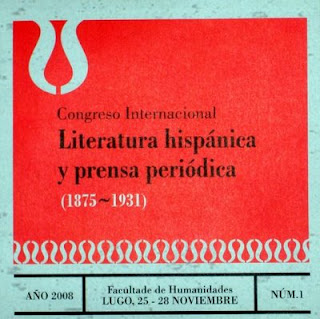 Congreso Internacional
Literatura hispánica
y prensa periódica
(1875~1931)
AÑO 2008
Facultade de Humanidades
LUGO, 25 - 28 NOVIEMBRE
NÚM.1